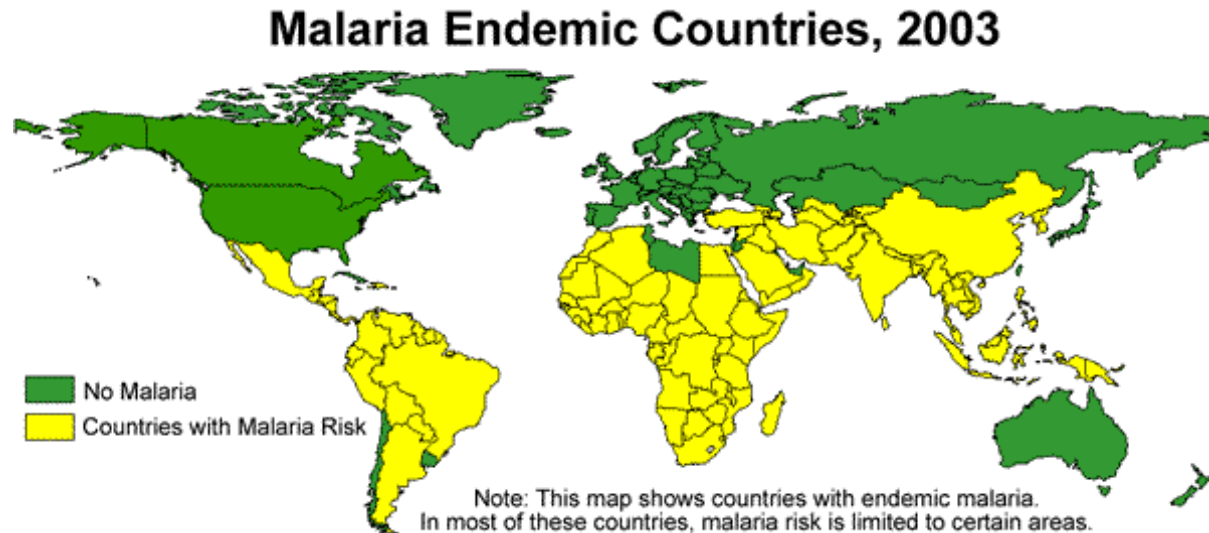 Malaria Endemic Countries, 2003
No Malaria
Countries with Malaria Risk
Note: This map shows countries with endemic malaria.
In most of these countries, malaria risk is limited to certain areas.